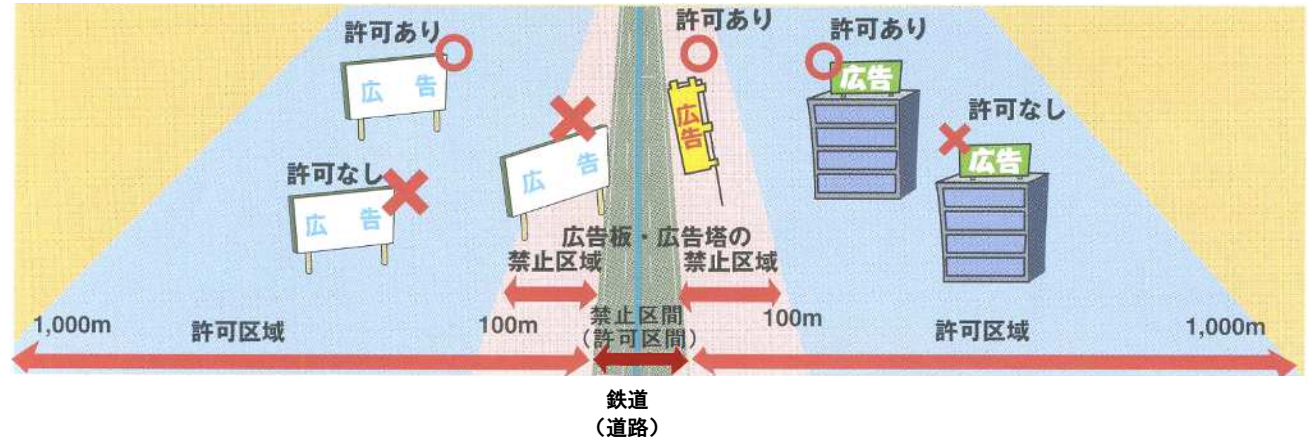 許可あり
許可あり
許可あり
広告
広告
許可なし
広告
広告
広告
許可なし
広告
広告板・広告塔の
禁止区域
禁止区域
1,000m
許可区域
100m
禁止区間
(許可区間)
100m
許可区域
1,000m
鉄道
（道路）